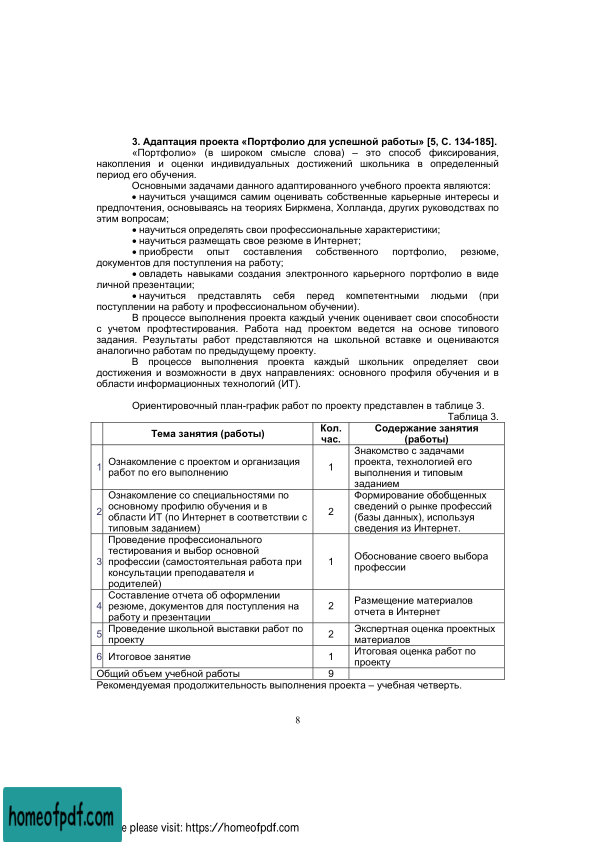 3. Адаптация проекта «Портфолио для успешной работы» [5, С. 134-185].
«Портфолио» (в широком смысле слова) – это способ фиксирования,
накопления и оценки индивидуальных достижений школьника в определенный
период его обучения.
Основными задачами данного адаптированного учебного проекта являются:
• научиться учащимся самим оценивать собственные карьерные интересы и
предпочтения, основываясь на теориях Биркмена, Холланда, других руководствах по
этим вопросам;
• научиться определять свои профессиональные характеристики;
• научиться размещать свое резюме в Интернет;
• приобрести опыт составления собственного портфолио, резюме,
документов для поступления на работу;
• овладеть навыками создания электронного карьерного портфолио в виде
личной презентации;
• научиться представлять себя перед компетентными людьми (при
поступлении на работу и профессиональном обучении).
В процессе выполнения проекта каждый ученик оценивает свои способности
с учетом профтестирования. Работа над проектом ведется на основе типового
задания. Результаты работ представляются на школьной вставке и оцениваются
аналогично работам по предыдущему проекту.
В процессе выполнения проекта каждый школьник определяет свои
достижения и возможности в двух направлениях: основного профиля обучения и в
области информационных технологий (ИТ).
Ориентировочный план-график работ по проекту представлен в таблице 3.
Таблица 3.
Тема занятия (работы)
Кол.
час.
Содержание занятия
(работы)
1
Ознакомление с проектом и организация
работ по его выполнению
1
Знакомство с задачами
проекта, технологией его
выполнения и типовым
заданием
2
Ознакомление со специальностями по
основному профилю обучения и в
области ИТ (по Интернет в соответствии с
типовым заданием)
2
Формирование обобщенных
сведений о рынке профессий
(базы данных), используя
сведения из Интернет.
3
Проведение профессионального
тестирования и выбор основной
профессии (самостоятельная работа при
консультации преподавателя и
родителей)
1
Обоснование своего выбора
профессии
4
Составление отчета об оформлении
резюме, документов для поступления на
работу и презентации
2
Размещение материалов
отчета в Интернет
5
Проведение школьной выставки работ по
проекту
2
Экспертная оценка проектных
материалов
6
Итоговое занятие
1
Итоговая оценка работ по
проекту
Общий объем учебной работы
9
Рекомендуемая продолжительность выполнения проекта – учебная четверть.
8
homeofpdf.com
e please visit: https://homeofpdf.com